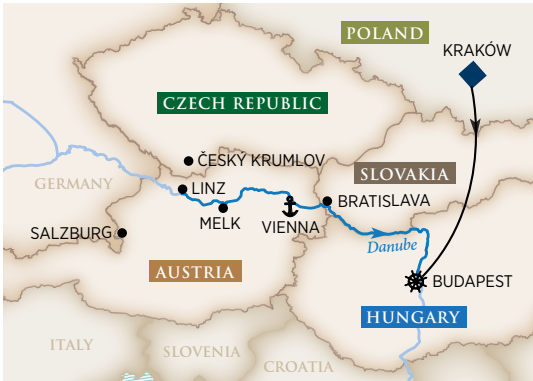 POLAND
KRAKÓW
CZECH REPUBLIC
ČESKÝ KRUMLOV
SLOVAKIA
GERMANY
LINZ
BRATISLAVA
MELK
VIENNA
SALZBURG
Danube
AUSTRIA
BUDAPEST
HUNGARY
ITALY
SLOVENIA
CROATIA